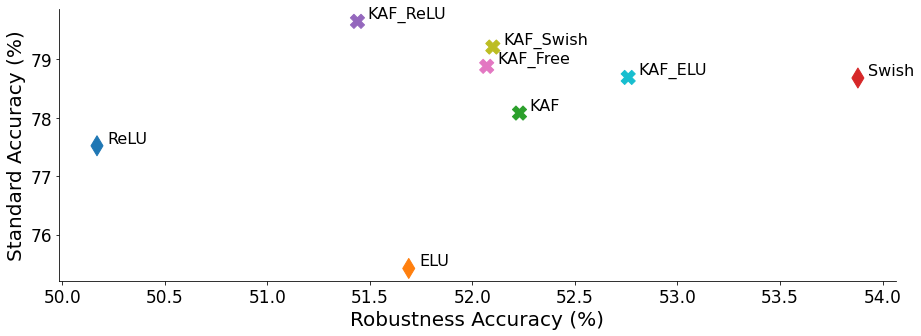 KAF_ReLU
KAF_Swish
KAF_Free
KAF_ELU
Swish
KAF
ReLU
ELU
79
78
77
76
Standard Accuracy (%)
50.0 50.5 51.0 51.5 52.0 52.5 53.0 53.5 54.0
Robustness Accuracy (%)